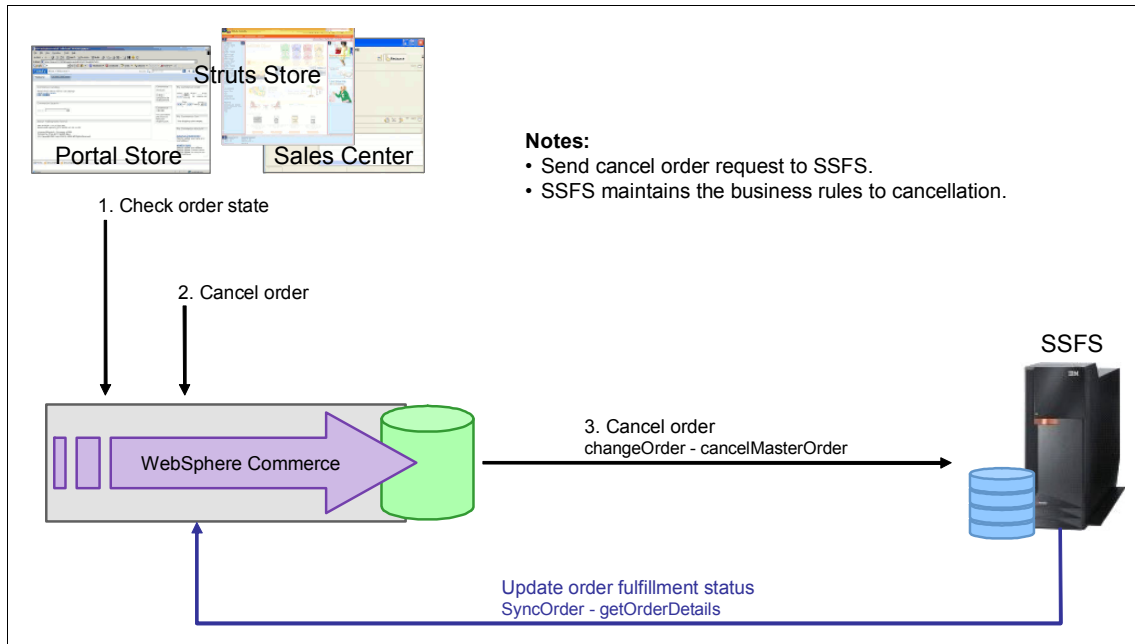 Struts Store
Portal Store
Sales Center
Notes:
• Send cancel order request to SSFS.
• SSFS maintains the business rules to cancellation.
1. Check order state
2. Cancel order
SSFS
IBM
3. Cancel order
changeOrder - cancelMasterOrder
WebSphere Commerce
Update order fulfillment status
SyncOrder - getOrderDetails